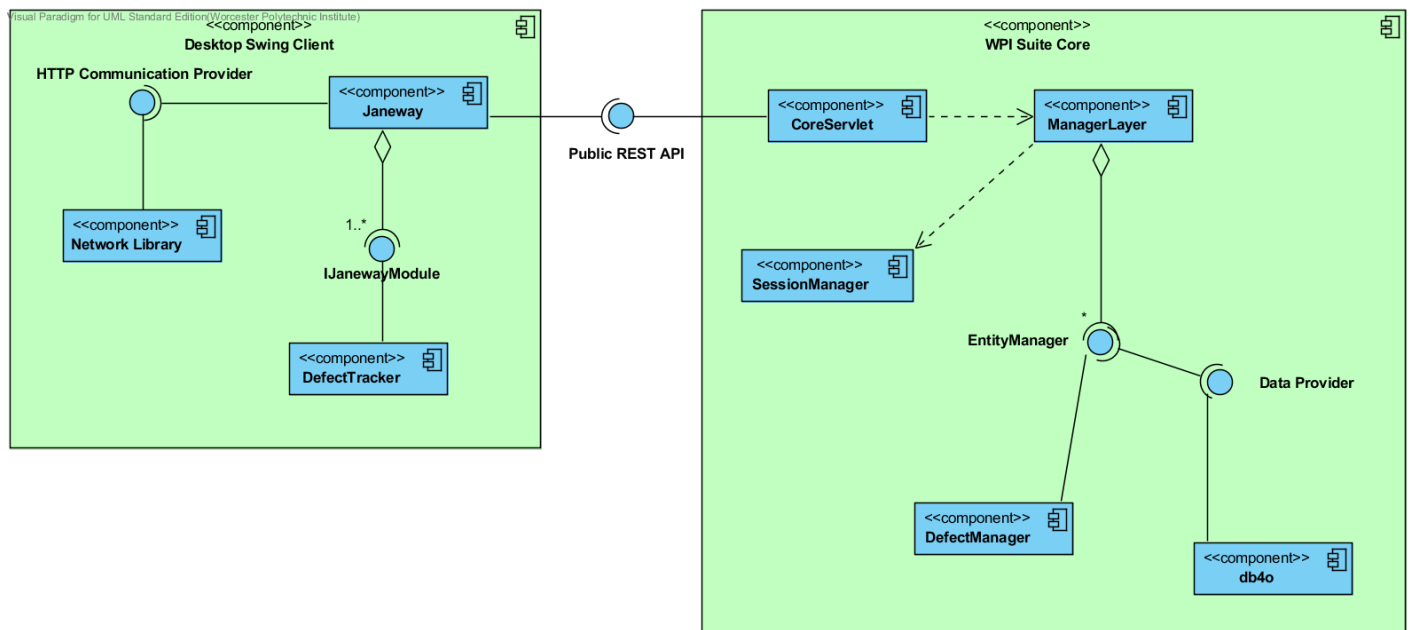 Visual Paradigm for UML Standard Edition(Worcester Polytechnic Institute)
<<component>>
Desktop Swing Client
HTTP Communication Provider
<<component>>
Janeway
<<component>>
Network Library
1..*
IJanewayModule
<<component>>
DefectTracker
Public REST API
<<component>>
WPI Suite Core
<<component>>
CoreServlet
<<component>>
ManagerLayer
<<component>>
SessionManager
*
EntityManager
Data Provider
<<component>>
DefectManager
<<component>>
db4o